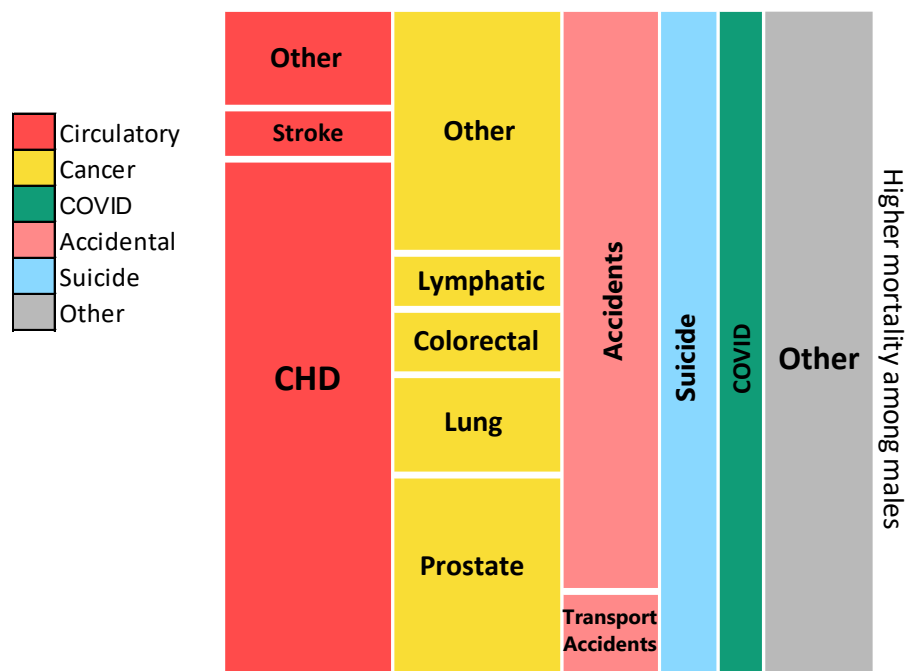 Circulatory
Cancer
COVID
Accidental
Suicide
Other
Other
Stroke
CHD
Other
Lymphatic
Colorectal
Lung
Prostate
Accidents
Transport
Accidents
Suicide
COVID
Other
Higher mortality among males